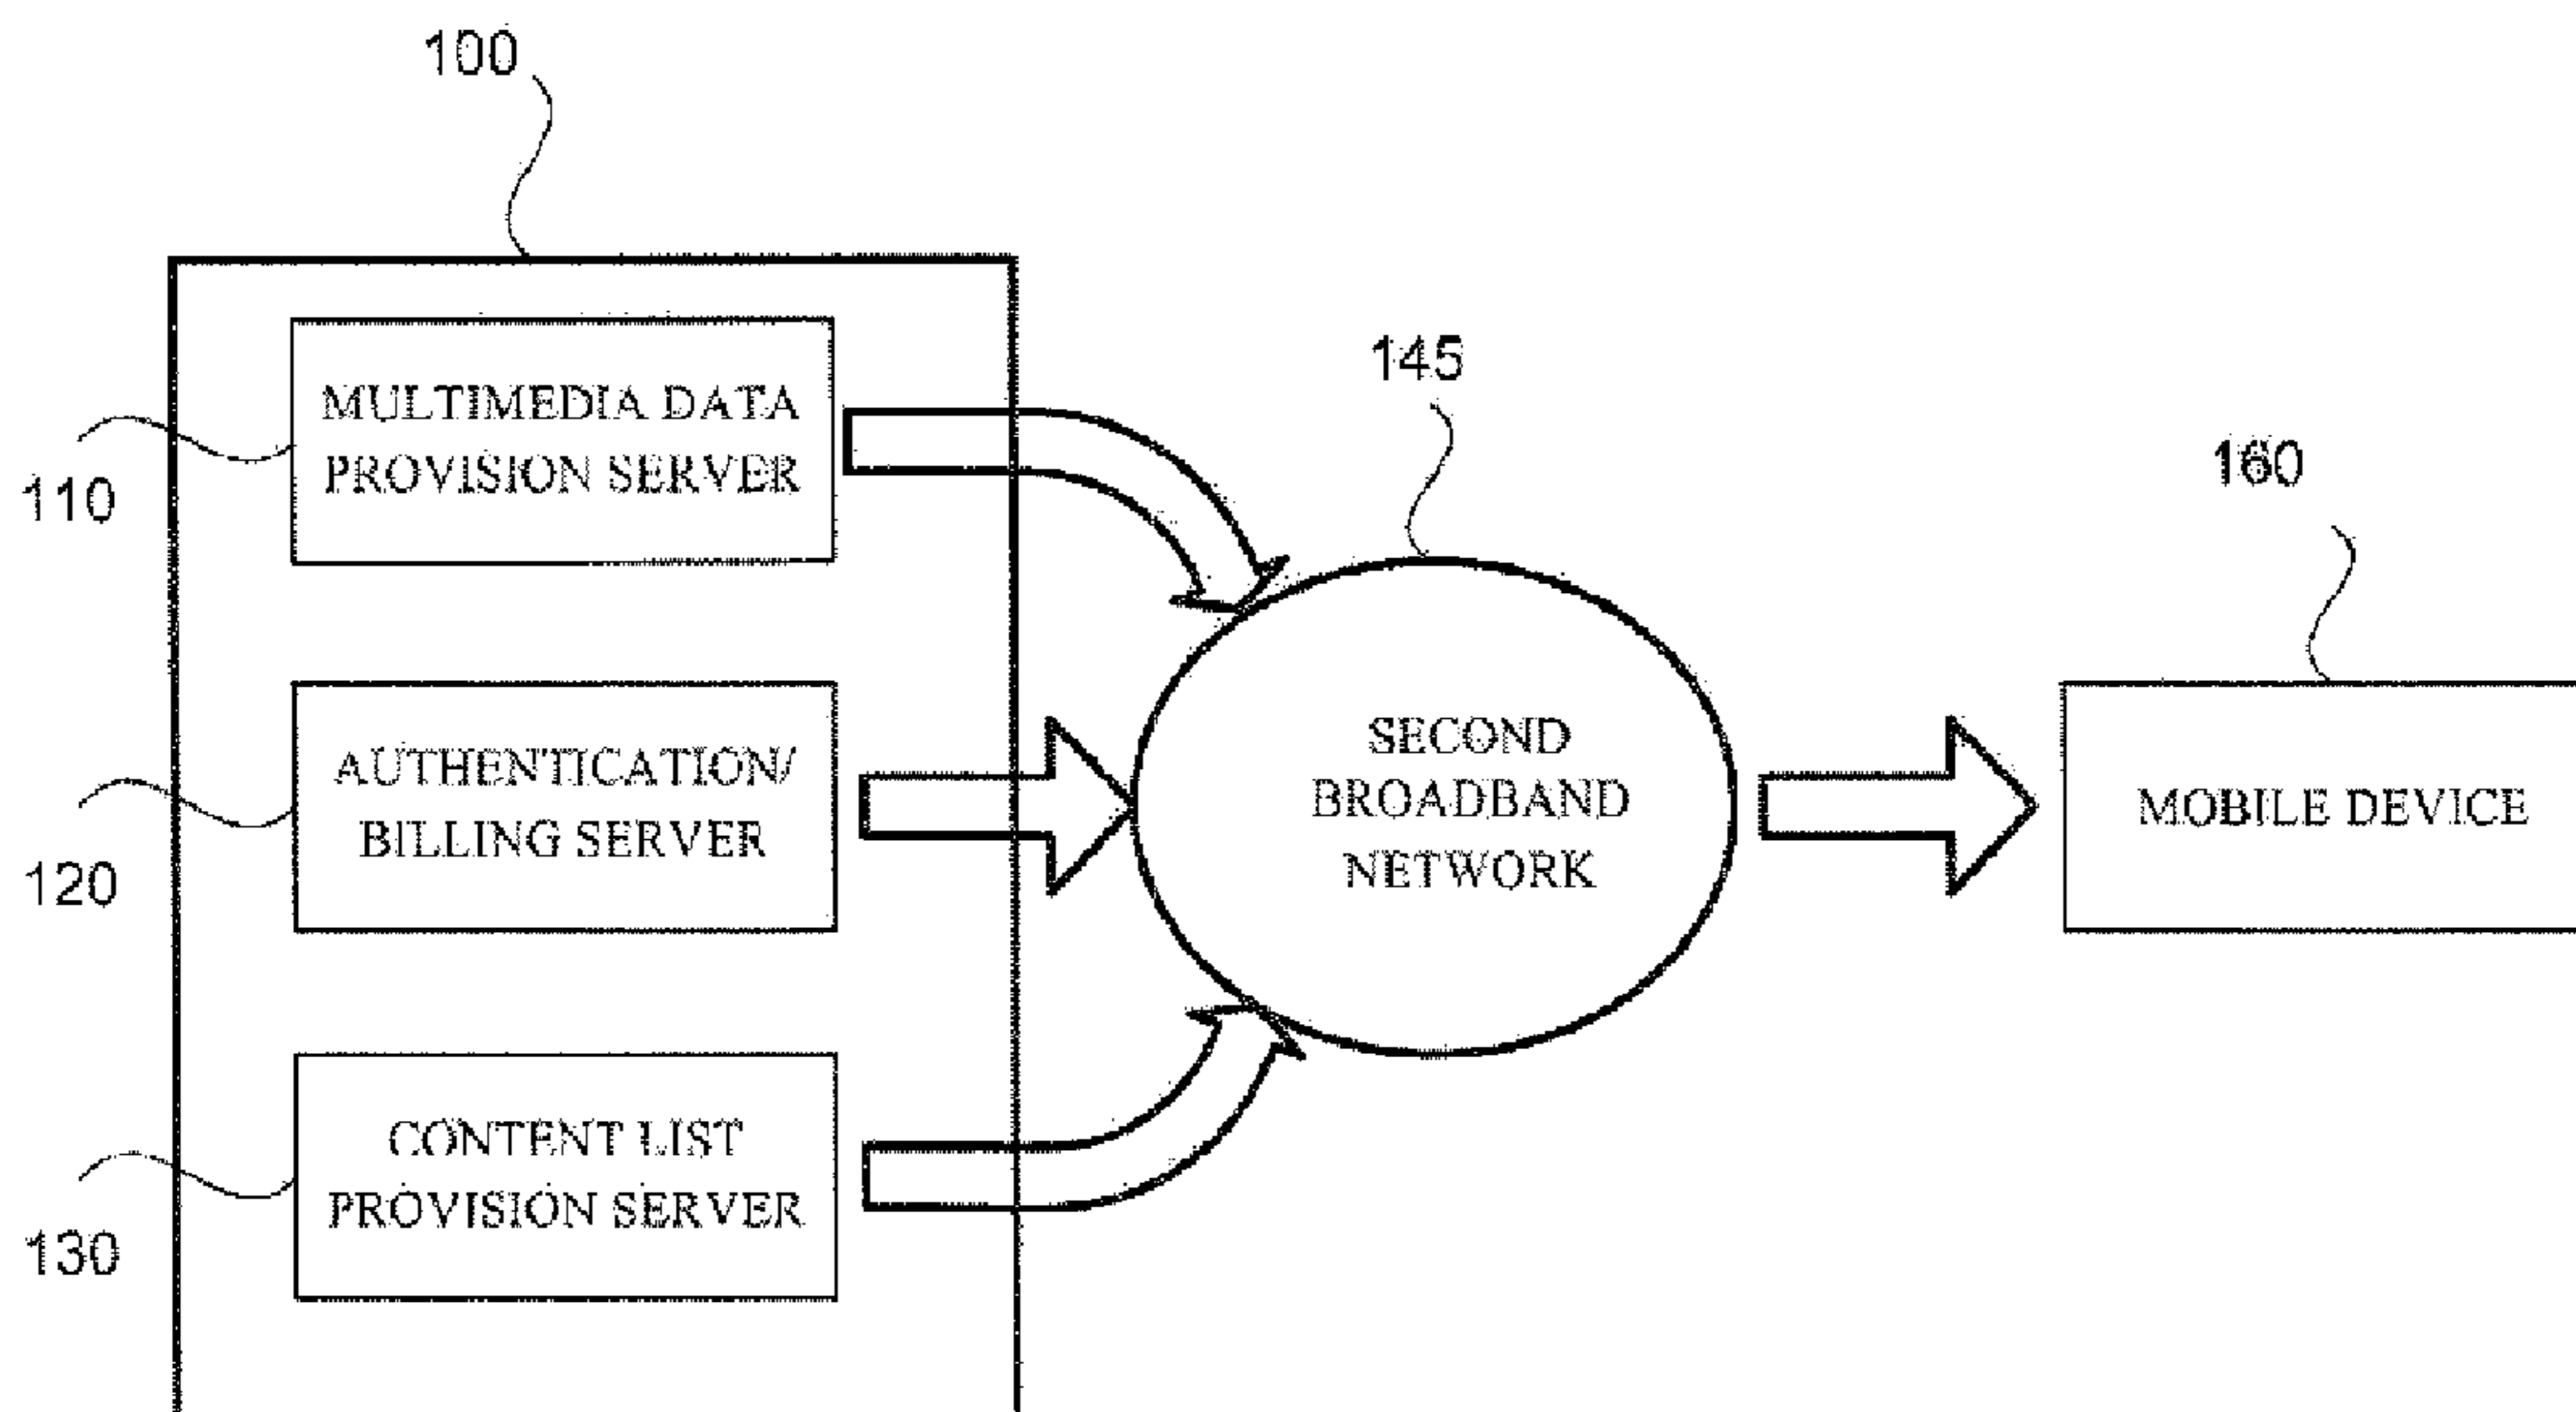 100
MULTIMEDIA DATA
PROVISION SERVER
110
145
160
AUTHENTICATION/
BILLING SERVER
120
SECOND
BROADBAND
NETWORK
MOBILE DEVICE
CONTENT LIST
PROVISION SERVER
130